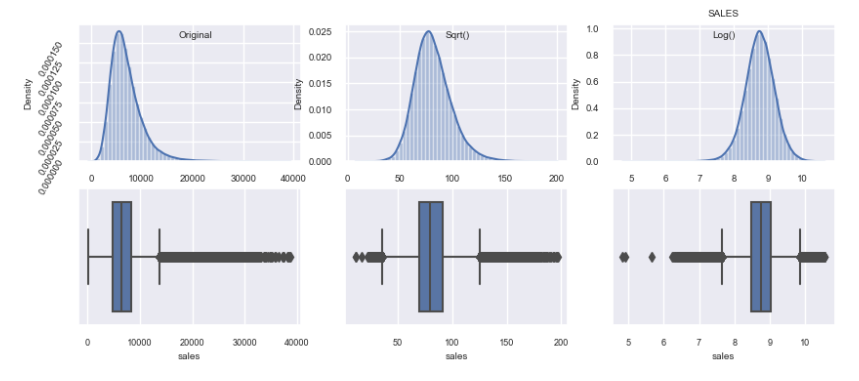 SALES
Original
Sqrt()
Log()
Density
0.000150
0.000125
0.000100
0.000075
0.000050
0.000025
0.000000
0 10000 20000 30000 40000
Density
0.025
0.020
0.015
0.010
0.005
0.000
0 50 100 150 200
Density
1.0
0.8
0.6
0.4
0.2
0.0
5 6 7 8 9 10
0 10000 20000 30000 40000
sales
50 100 150 200
sales
5 6 7 8 9 10
sales